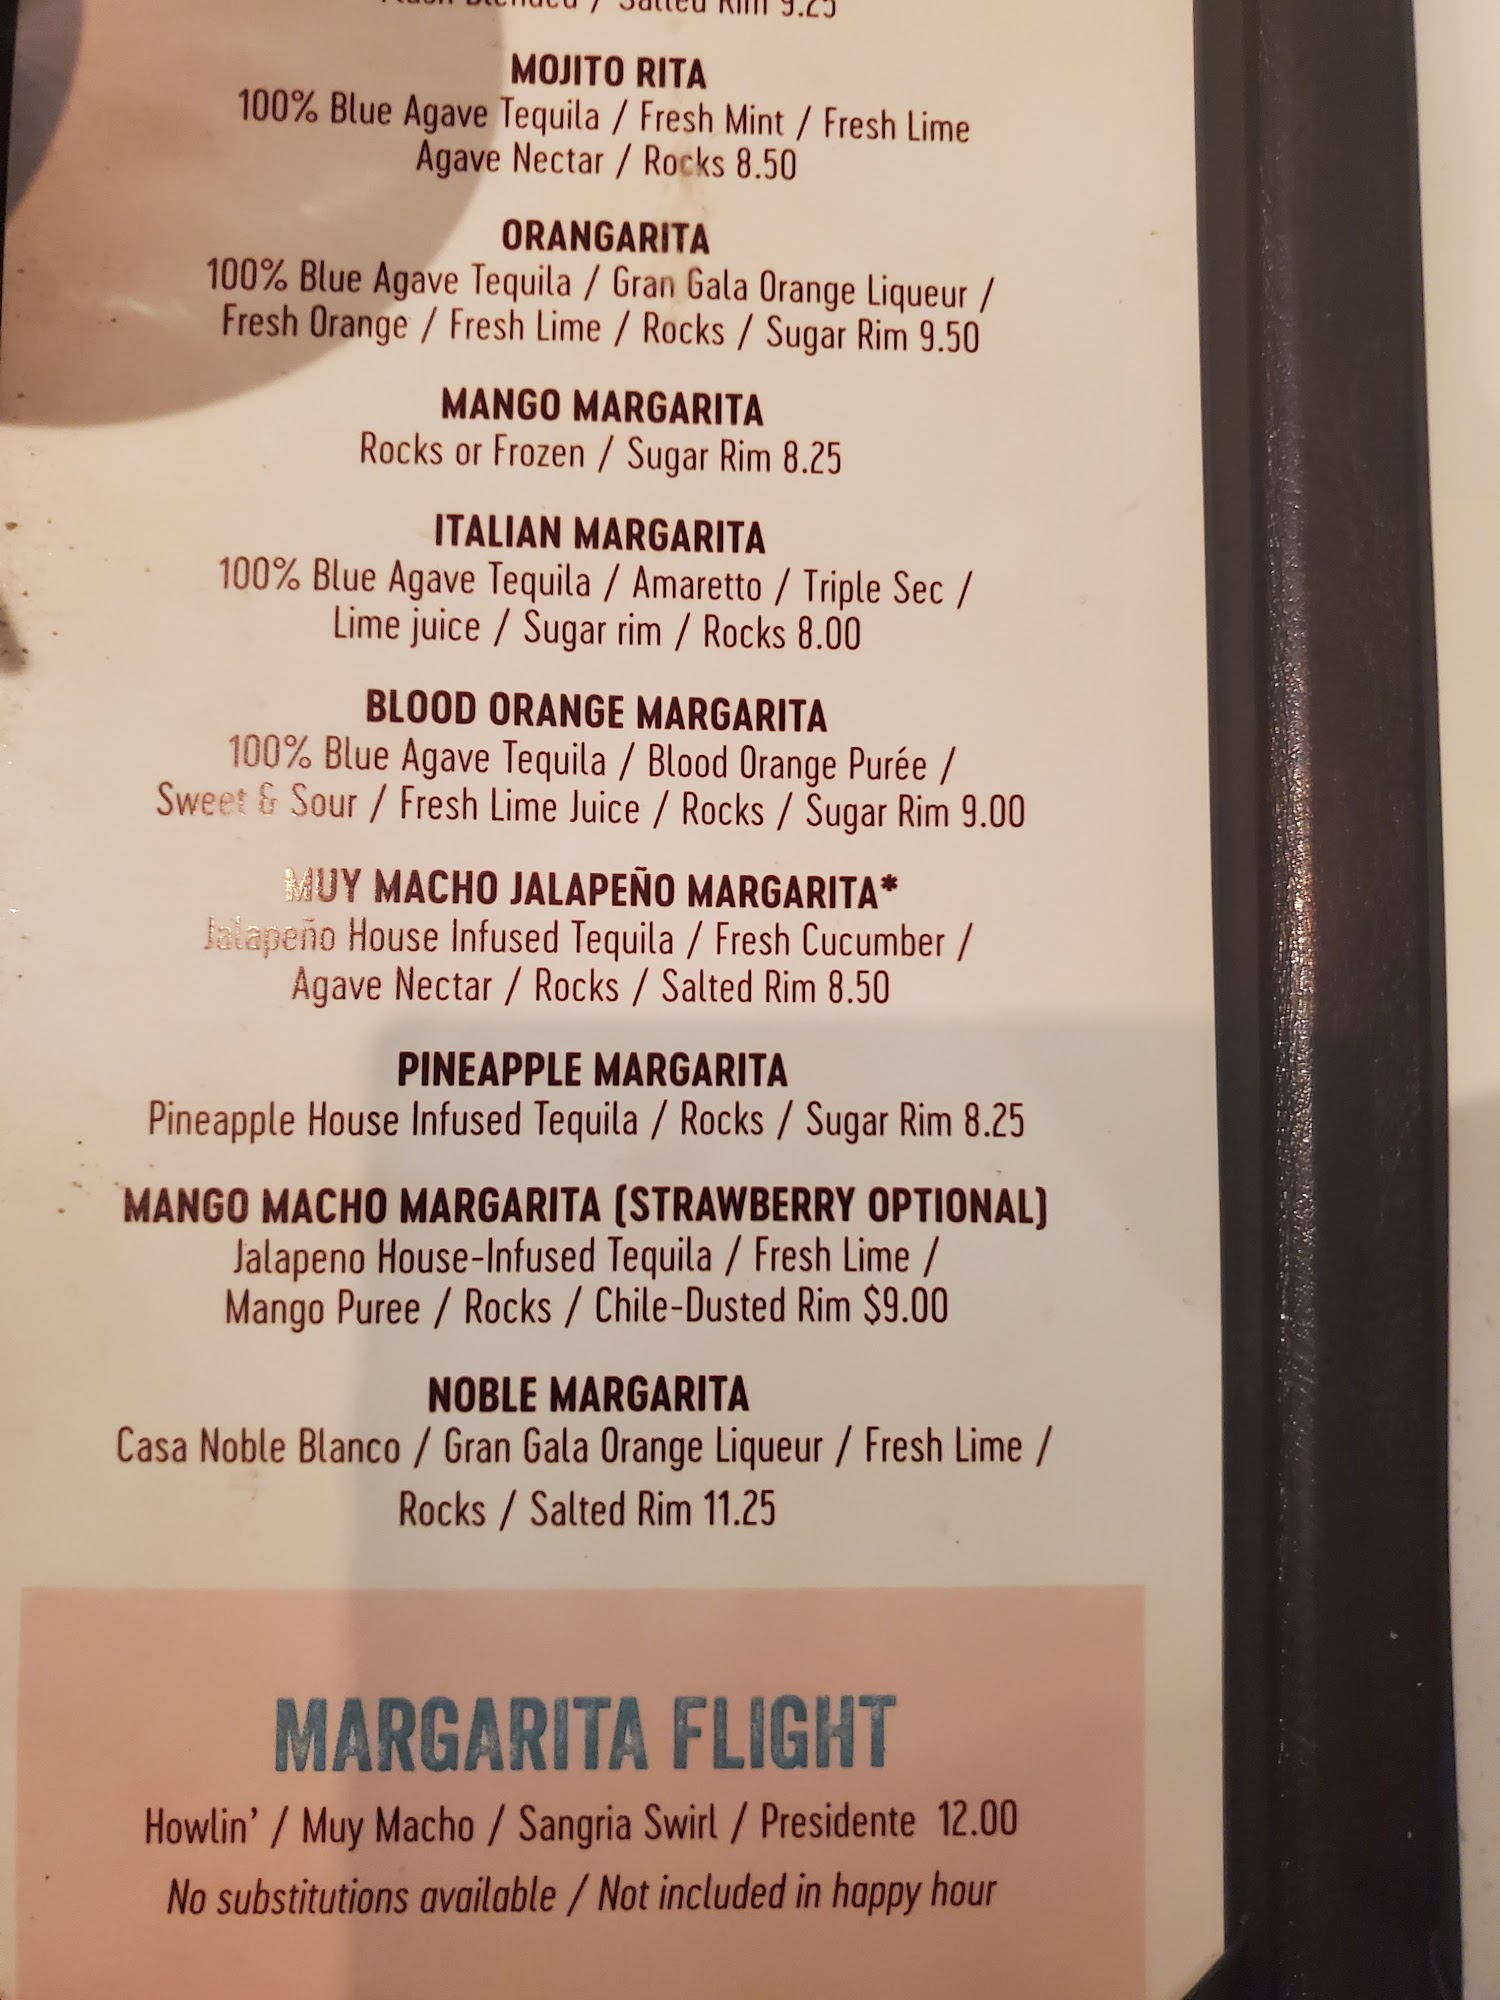 Blended / Salted Rim 9.25
MOJITO RITA
100% Blue Agave Tequila / Fresh Mint / Fresh Lime
Agave Nectar / Rocks 8.50
ORANGARITA
100% Blue Agave Tequila / Gran Gala Orange Liqueur /
Fresh Orange / Fresh Lime / Rocks / Sugar Rim 9.50
MANGO MARGARITA
Rocks or Frozen / Sugar Rim 8.25
ITALIAN MARGARITA
100% Blue Agave Tequila / Amaretto / Triple Sec /
Lime juice / Sugar rim / Rocks 8.00
BLOOD ORANGE MARGARITA
100% Blue Agave Tequila / Blood Orange Purée /
Sweet & Sour / Fresh Lime Juice / Rocks / Sugar Rim 9.00
MUY MACHO JALAPEÑO MARGARITA*
Jalapeño House Infused Tequila / Fresh Cucumber /
Agave Nectar / Rocks / Salted Rim 8.50
PINEAPPLE MARGARITA
Pineapple House Infused Tequila / Rocks / Sugar Rim 8.25
MANGO MACHO MARGARITA (STRAWBERRY OPTIONAL)
Jalapeno House-Infused Tequila / Fresh Lime /
Mango Puree / Rocks / Chile-Dusted Rim $9.00
NOBLE MARGARITA
Casa Noble Blanco / Gran Gala Orange Liqueur / Fresh Lime /
Rocks / Salted Rim 11.25
MARGARITA FLIGHT
Howlin' / Muy Macho / Sangria Swirl / Presidente 12.00
No substitutions available / Not included in happy hour